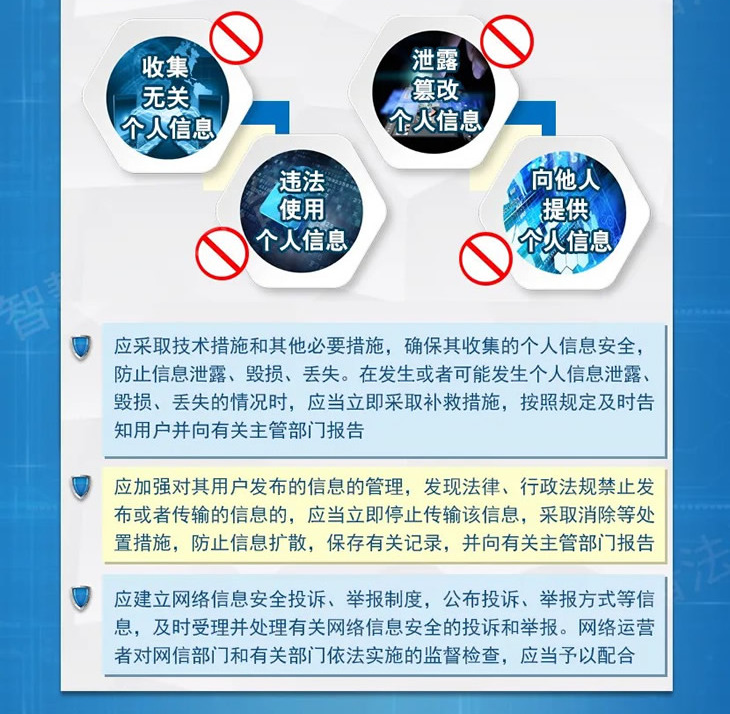 收集
无关
个人信息
泄露
篡改
个人信息
违法
使用
个人信息
向他人
提供
个人信息
应采取技术措施和其他必要措施，确保其收集的个人信息安全，
防止信息泄露、毁损、丢失。在发生或者可能发生个人信息泄露、
毁损、丢失的情况时，应当立即采取补救措施，按照规定及时告
知用户并向有关主管部门报告
应加强对其用户发布的信息的管理，发现法律、行政法规禁止发
布或者传输的信息的，应当立即停止传输该信息，采取消除等处
置措施，防止信息扩散，保存有关记录，并向有关主管部门报告
应建立网络信息安全投诉、举报制度，公布投诉、举报方式等信
息，及时受理并处理有关网络信息安全的投诉和举报。网络运营
者对网信部门和有关部门依法实施的监督检查，应当予以配合